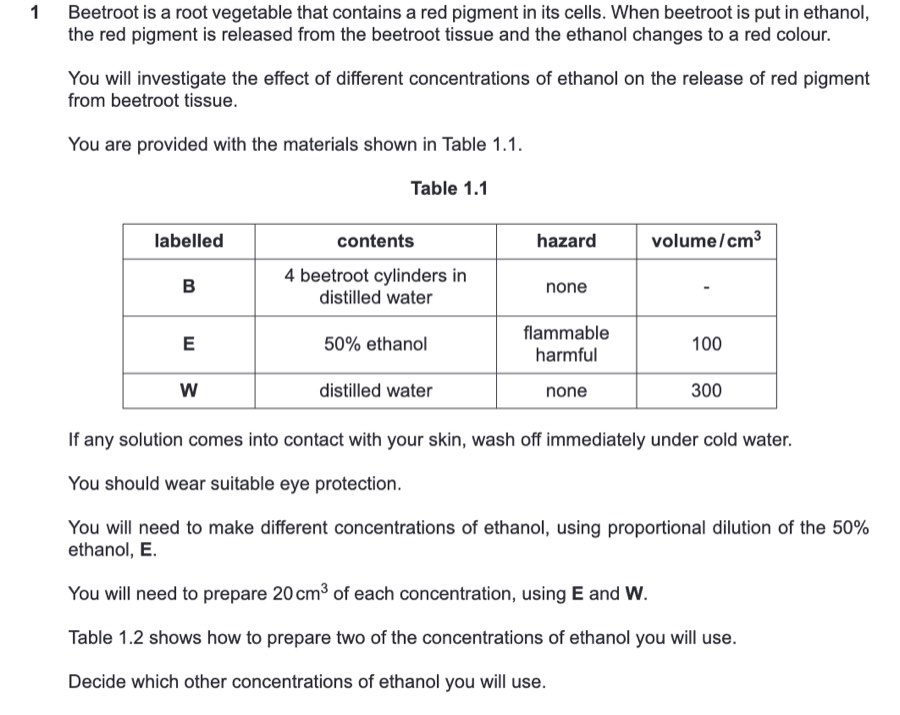 1 Beetroot is a root vegetable that contains a red pigment in its cells. When beetroot is put in ethanol,
the red pigment is released from the beetroot tissue and the ethanol changes to a red colour.
You will investigate the effect of different concentrations of ethanol on the release of red pigment
from beetroot tissue.
You are provided with the materials shown in Table 1.1.
Table 1.1
labelled contents hazard volume/cm³
B 4 beetroot cylinders in distilled water none -
E 50% ethanol flammable harmful 100
W distilled water none 300
If any solution comes into contact with your skin, wash off immediately under cold water.
You should wear suitable eye protection.
You will need to make different concentrations of ethanol, using proportional dilution of the 50%
ethanol, E.
You will need to prepare 20 cm³ of each concentration, using E and W.
Table 1.2 shows how to prepare two of the concentrations of ethanol you will use.
Decide which other concentrations of ethanol you will use.